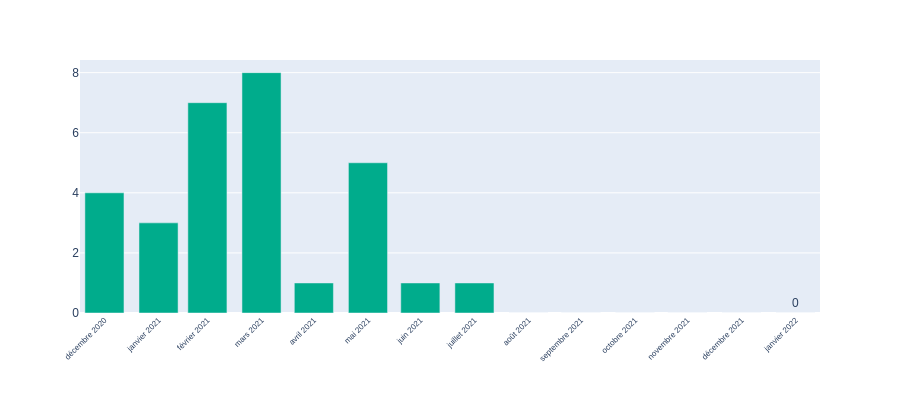 8
6
4
2
0
0
décembre 2020
janvier 2021
février 2021
mars 2021
avril 2021
mai 2021
juin 2021
juillet 2021
août 2021
septembre 2021
octobre 2021
novembre 2021
décembre 2021
janvier 2022